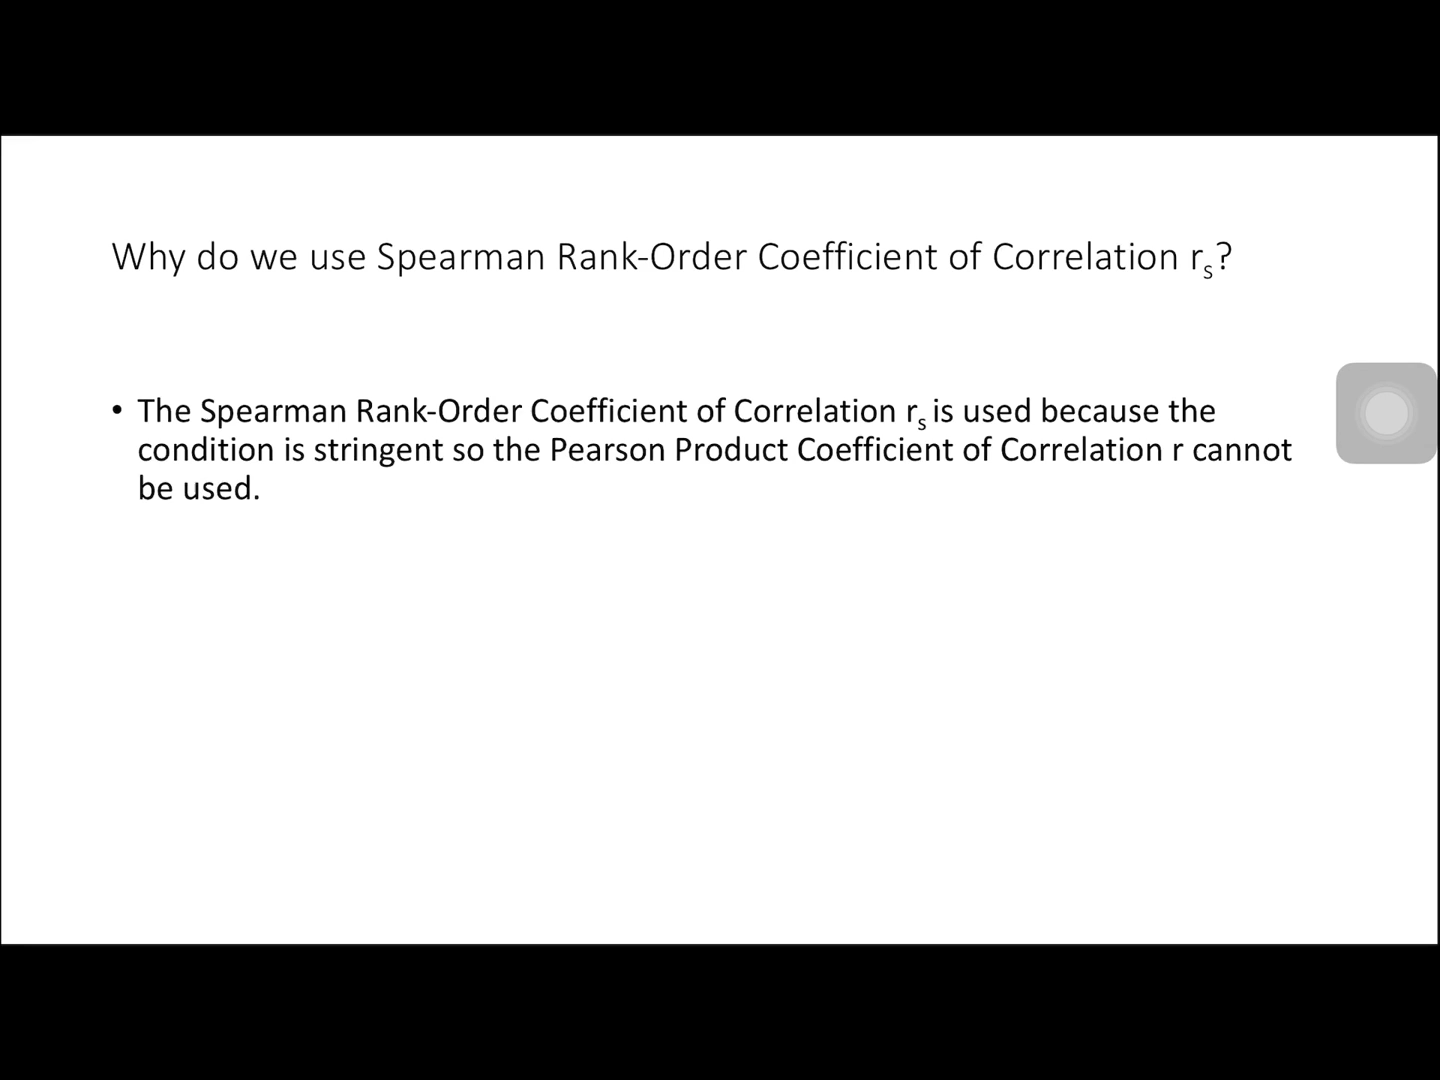 Why do we use Spearman Rank-Order Coefficient of Correlation rₛ?
• The Spearman Rank-Order Coefficient of Correlation rₛ is used because the
condition is stringent so the Pearson Product Coefficient of Correlation r cannot
be used.